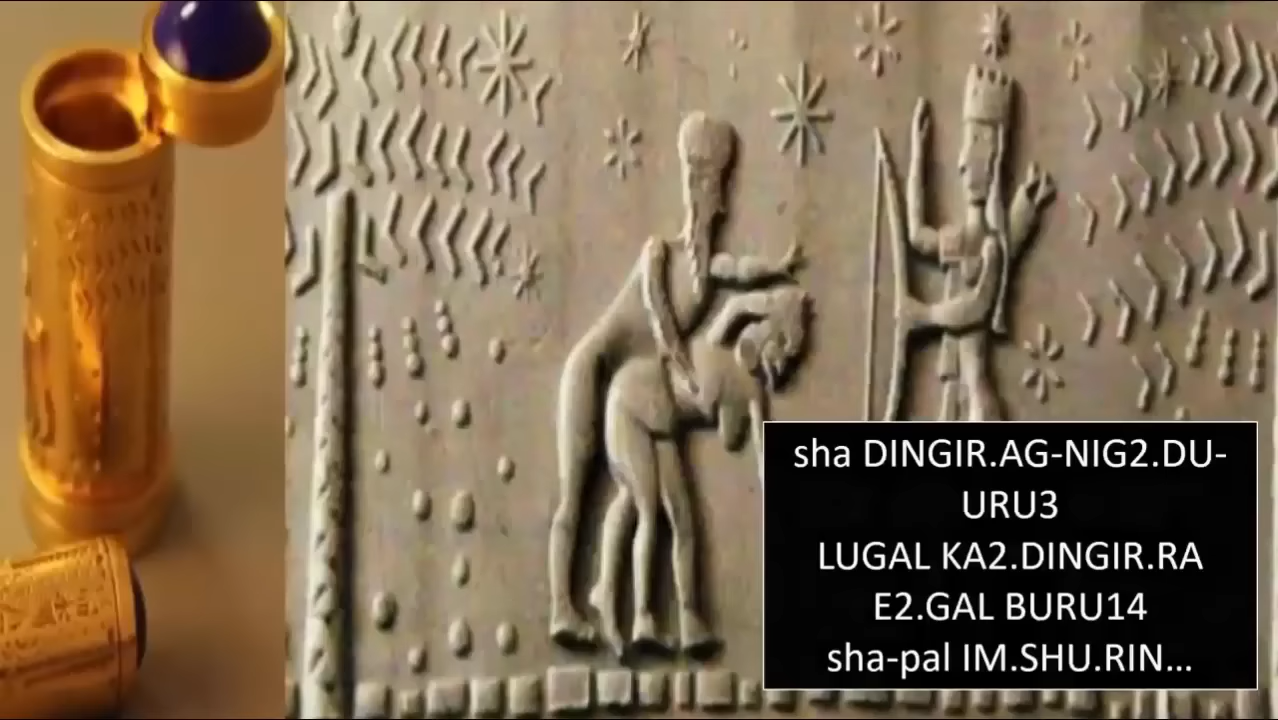 sha DINGIR.AG-NIG2.DU-
URU3
LUGAL KA2.DINGIR.RA
E2.GAL BURU14
sha-pal IM.SHU.RIN...